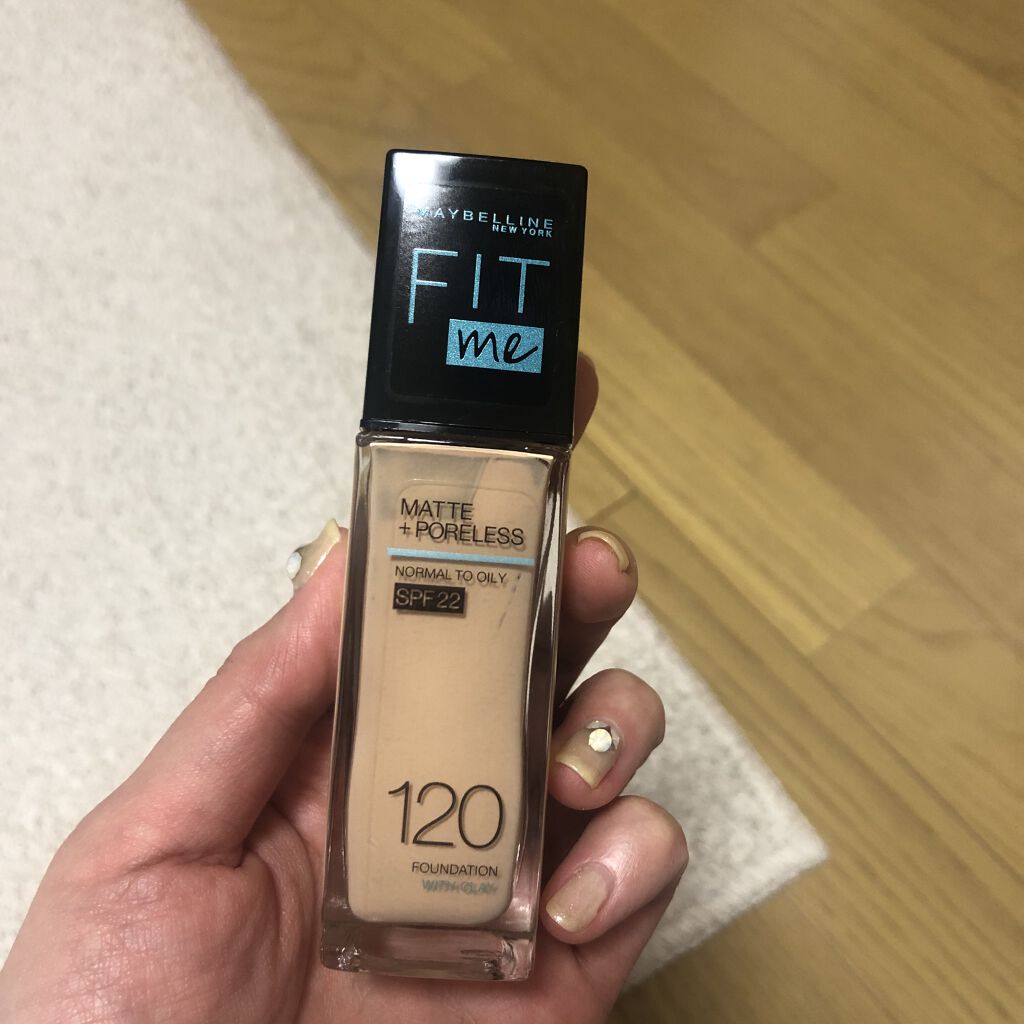 MAYBELLINE
NEW YORK
FIT
me
MATTE
+ PORELESS
NORMAL TO OILY
SPF 22
120
FOUNDATION
WITH CLAY